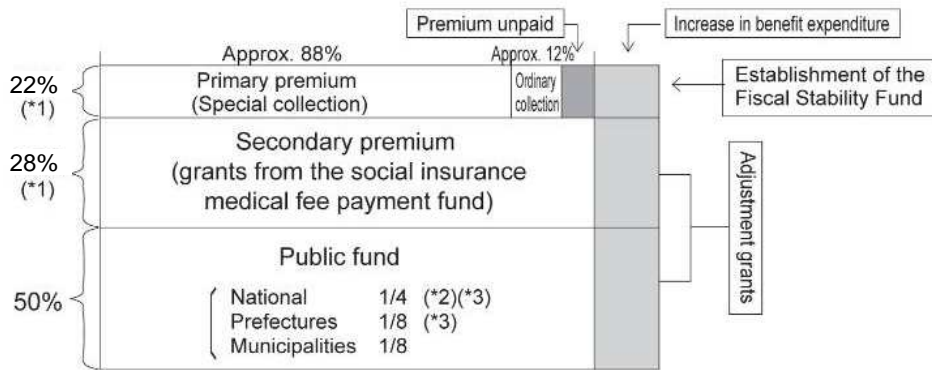 Premium unpaid
Increase in benefit expenditure
Approx. 88%
Approx. 12%
22%
(*1)
Primary premium
(Special collection)
Ordinary
collection
Establishment of the
Fiscal Stability Fund
28%
(*1)
Secondary premium
(grants from the social insurance
medical fee payment fund)
Adjustment grants
50%
Public fund
National 1/4 (*2)(*3)
Prefectures 1/8 (*3)
Municipalities 1/8